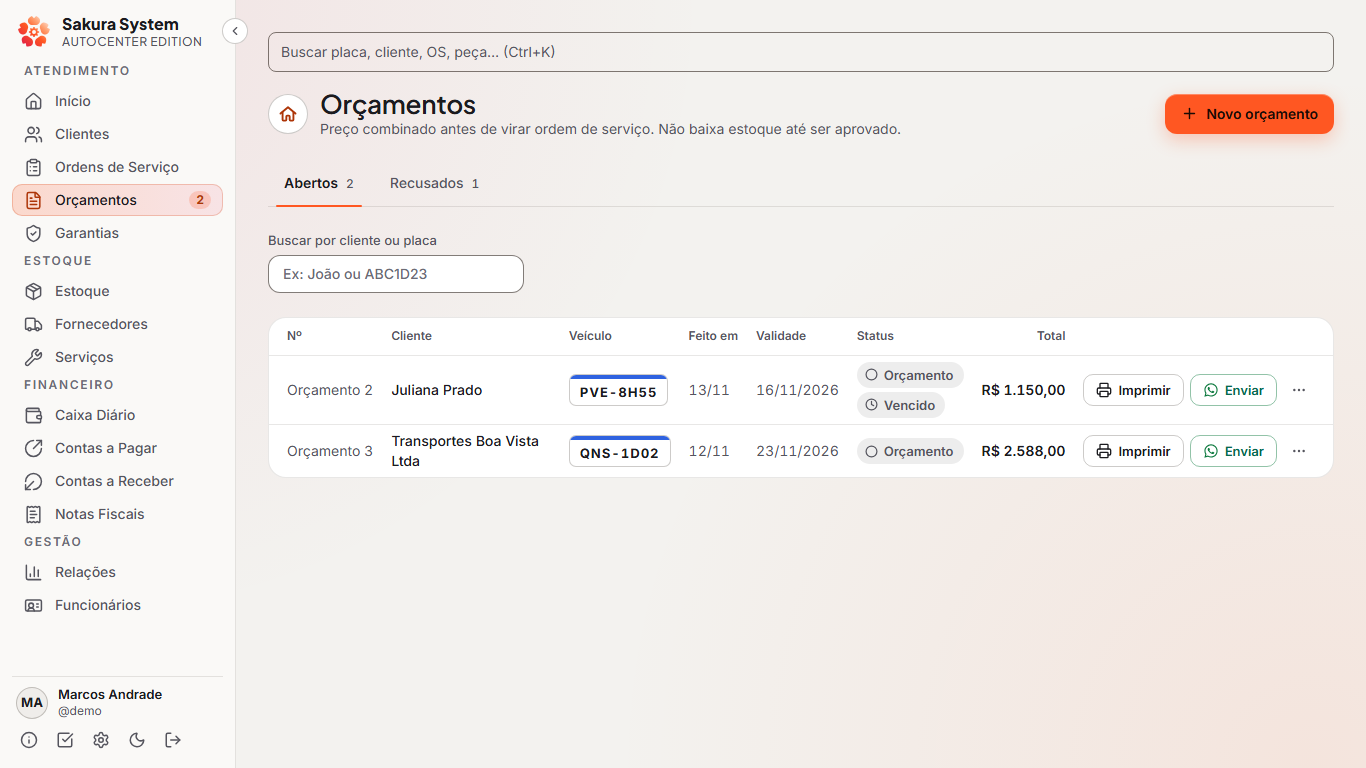 Sakura System
AUTOCENTER EDITION
ATENDIMENTO
Início
Clientes
Ordens de Serviço
Orçamentos 2
Garantias
ESTOQUE
Estoque
Fornecedores
Serviços
FINANCEIRO
Caixa Diário
Contas a Pagar
Contas a Receber
Notas Fiscais
GESTÃO
Relações
Funcionários
MA
Marcos Andrade
@demo
Buscar placa, cliente, OS, peça... (Ctrl+K)
Orçamentos
Preço combinado antes de virar ordem de serviço. Não baixa estoque até ser aprovado.
+ Novo orçamento
Abertos 2 Recusados 1
Buscar por cliente ou placa
Ex: João ou ABC1D23
Nº Cliente Veículo Feito em Validade Status Total
Orçamento 2 Juliana Prado PVE-8H55 13/11 16/11/2026 Orçamento R$ 1.150,00 Imprimir Enviar ...
Vencido
Orçamento 3 Transportes Boa Vista QNS-1D02 12/11 23/11/2026 Orçamento R$ 2.588,00 Imprimir Enviar ...
Ltda